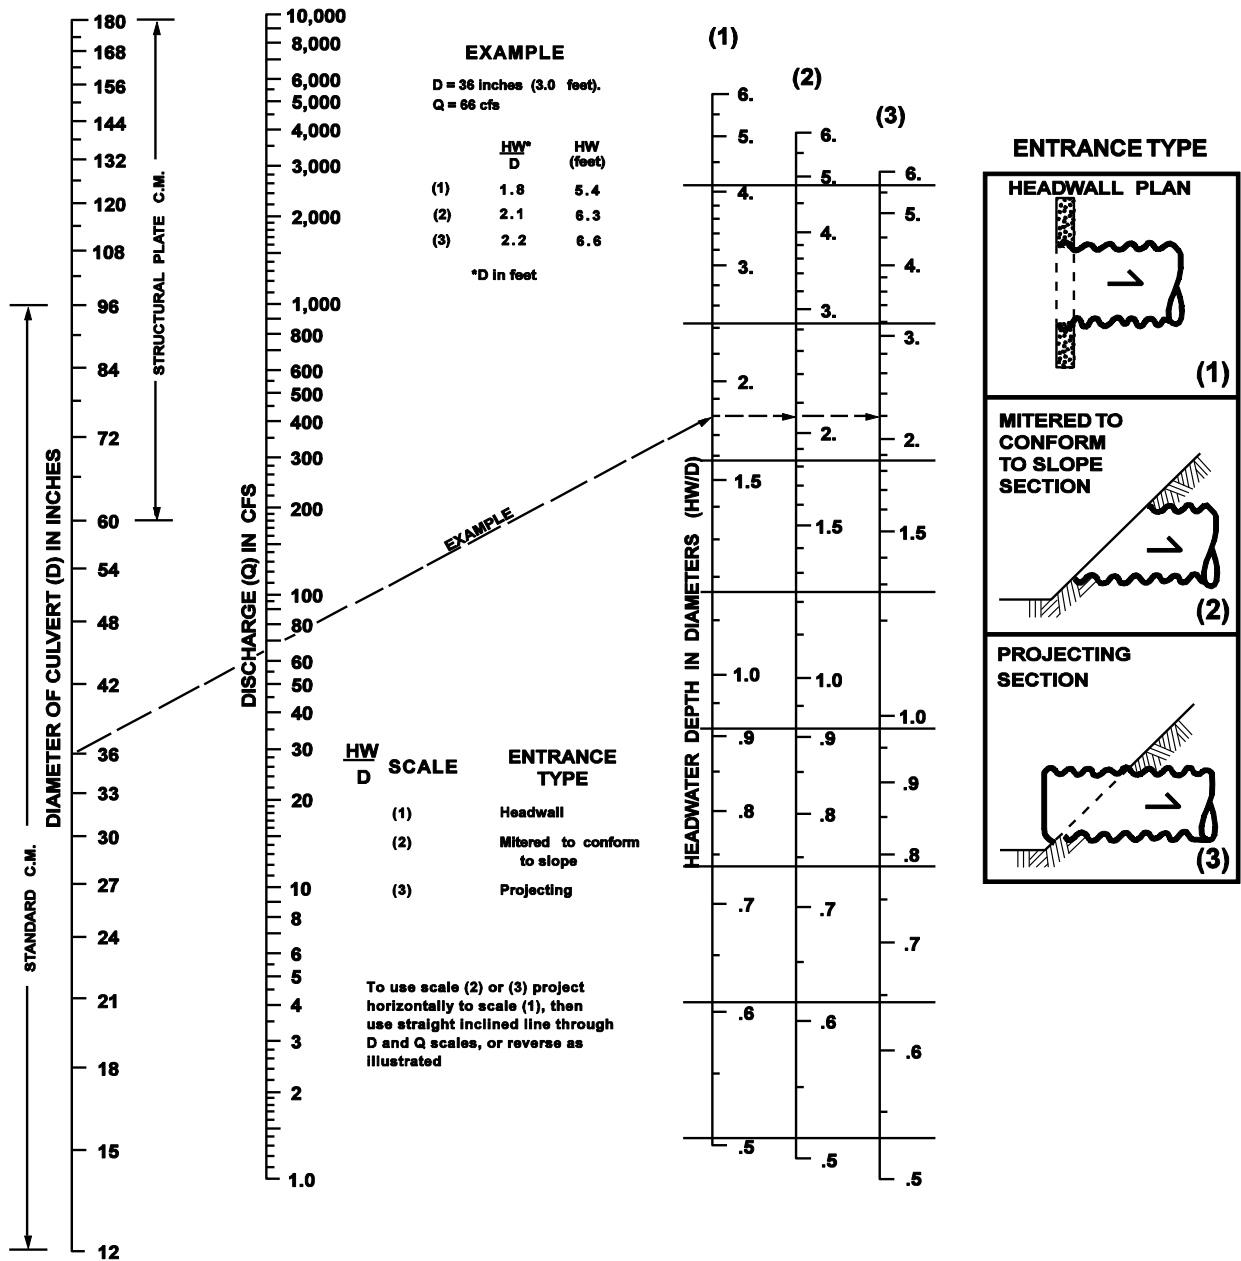 180
168
156
144
132
120
108
96
84
72
60
54
48
42
36
33
30
27
24
21
18
15
12
STANDARD C.M.
STRUCTURAL PLATE C.M.
DIAMETER OF CULVERT (D) IN INCHES
10,000
8,000
6,000
5,000
4,000
3,000
2,000
1,000
800
600
500
400
300
200
100
80
60
50
40
30
20
10
8
6
5
4
3
2
1.0
DISCHARGE (Q) IN CFS
EXAMPLE
D = 36 inches (3.0 feet).
Q = 66 cfs
HW* HW
D (feet)
(1) 1.8 5.4
(2) 2.1 6.3
(3) 2.2 6.6
*D in feet
EXAMPLE
HW
D SCALE ENTRANCE
TYPE
(1) Headwall
(2) Mitered to conform
to slope
(3) Projecting
To use scale (2) or (3) project
horizontally to scale (1), then
use straight inclined line through
D and Q scales, or reverse as
illustrated
HEADWATER DEPTH IN DIAMETERS (HW/D)
(1)
6.
5.
4.
3.
2.
1.5
1.0
.9
.8
.7
.6
.5
(2)
6.
5.
4.
3.
2.
1.5
1.0
.9
.8
.7
.6
.5
(3)
6.
5.
4.
3.
2.
1.5
1.0
.9
.8
.7
.6
.5
ENTRANCE TYPE
HEADWALL PLAN
(1)
MITERED TO
CONFORM
TO SLOPE
SECTION
(2)
PROJECTING
SECTION
(3)